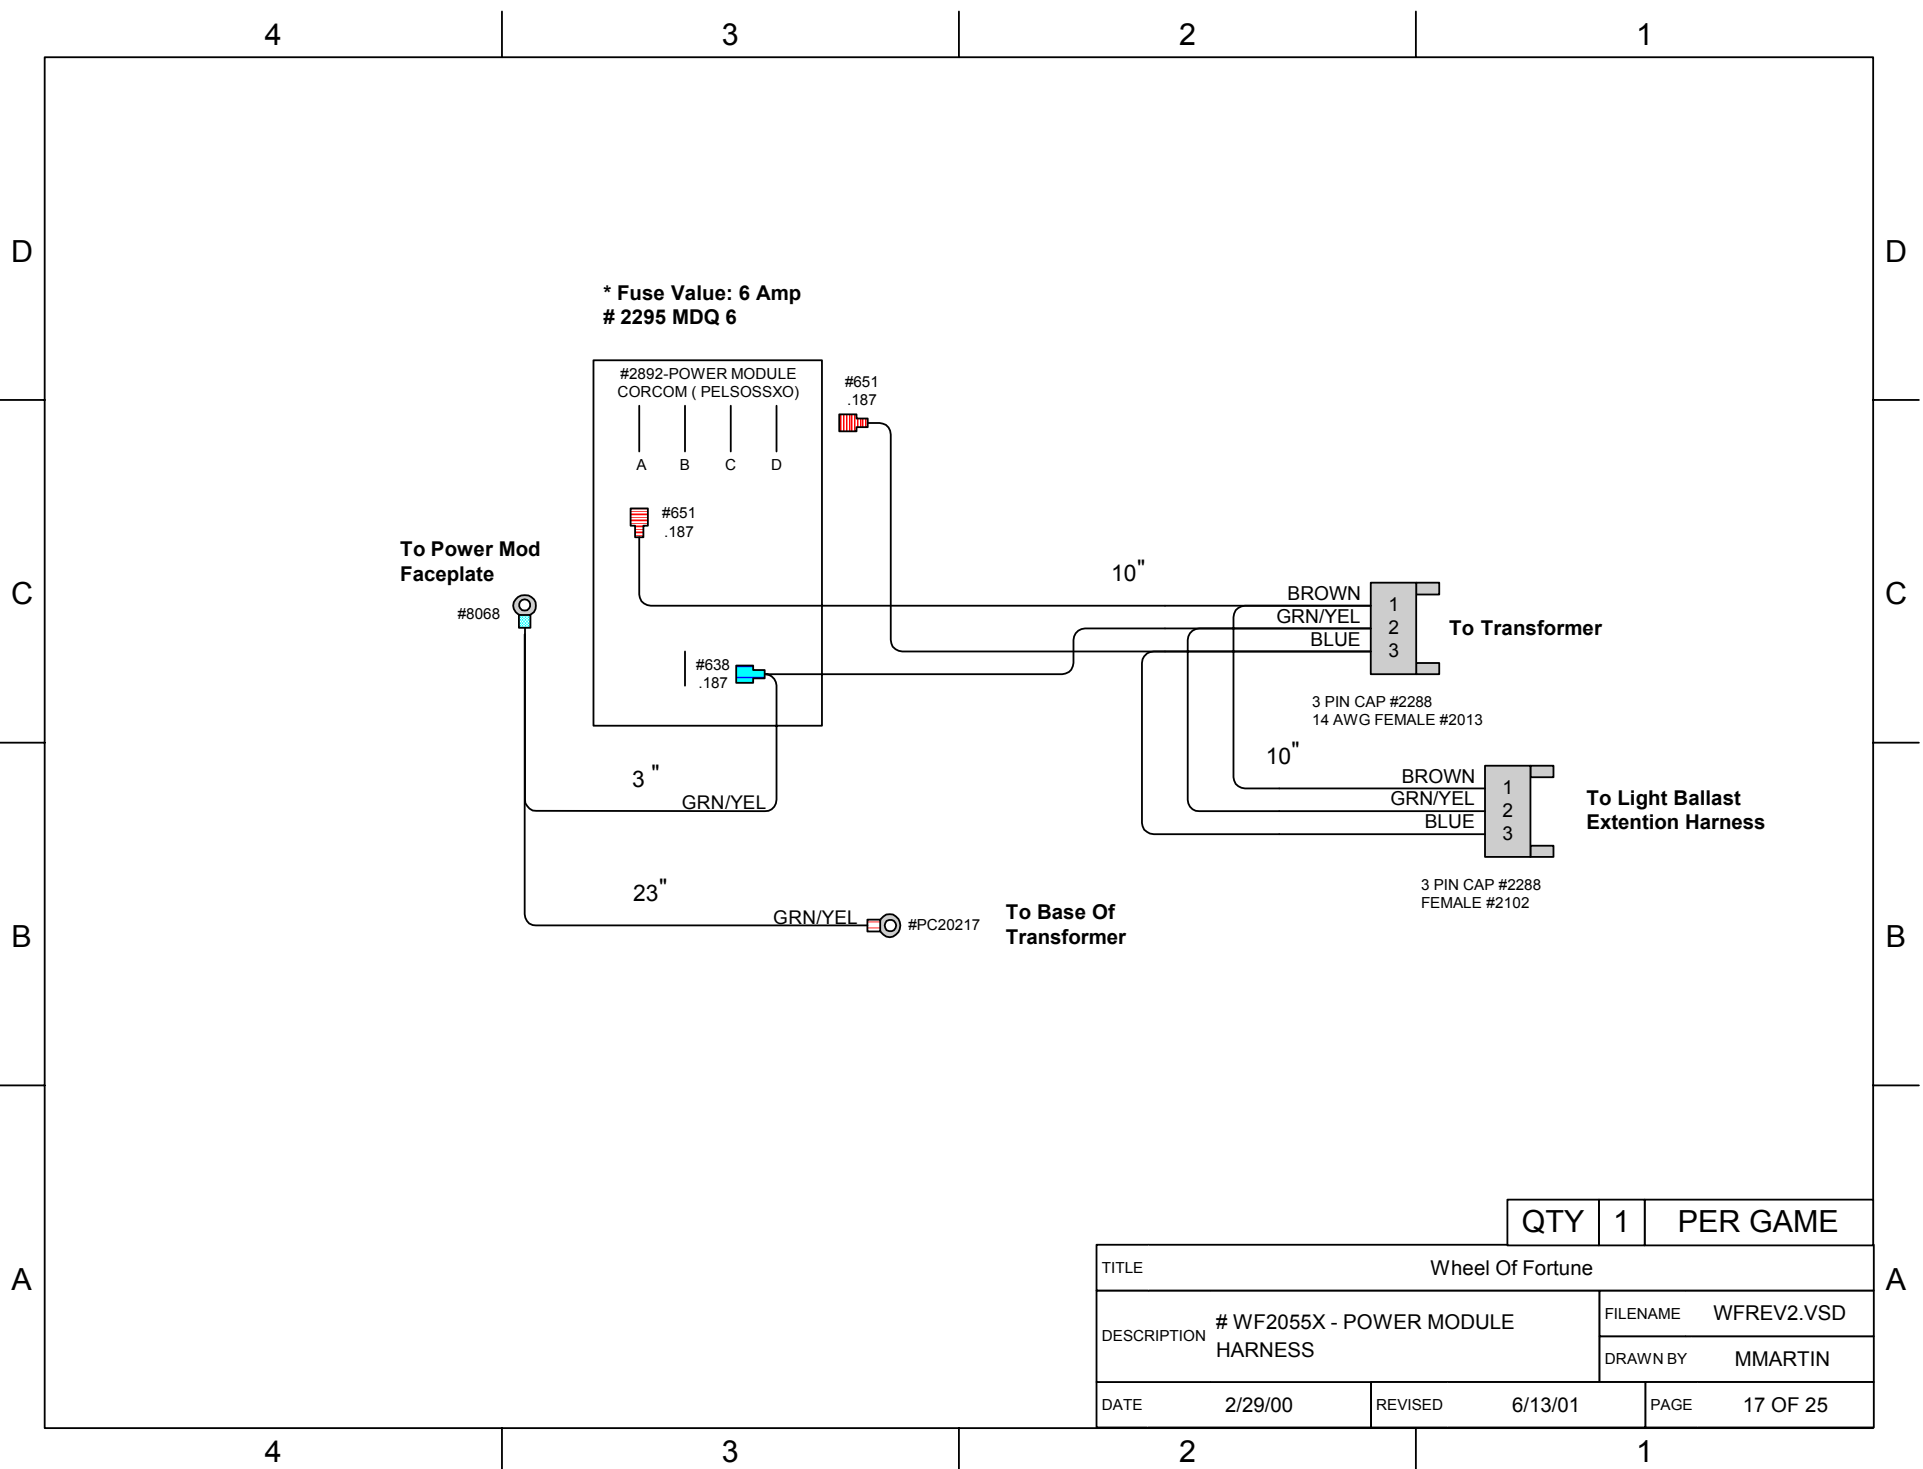 4 3 2 1
D D
* Fuse Value: 6 Amp
# 2295 MDQ 6
#2892-POWER MODULE
CORCOM ( PELSOSSXO)
A B C D
#651
.187
#651
.187
To Power Mod
Faceplate
#8068
#638
.187
C C
10"
BROWN
GRN/YEL
BLUE
1
2
3
To Transformer
3 PIN CAP #2288
14 AWG FEMALE #2013
10"
BROWN
GRN/YEL
BLUE
1
2
3
To Light Ballast
Extention Harness
3 PIN CAP #2288
FEMALE #2102
3 "
GRN/YEL
23"
GRN/YEL
#PC20217
To Base Of
Transformer
B B
QTY 1 PER GAME
A A
TITLE Wheel Of Fortune
DESCRIPTION # WF2055X - POWER MODULE
HARNESS
FILENAME WFREV2.VSD
DRAWN BY MMARTIN
DATE 2/29/00 REVISED 6/13/01 PAGE 17 OF 25
4 3 2 1